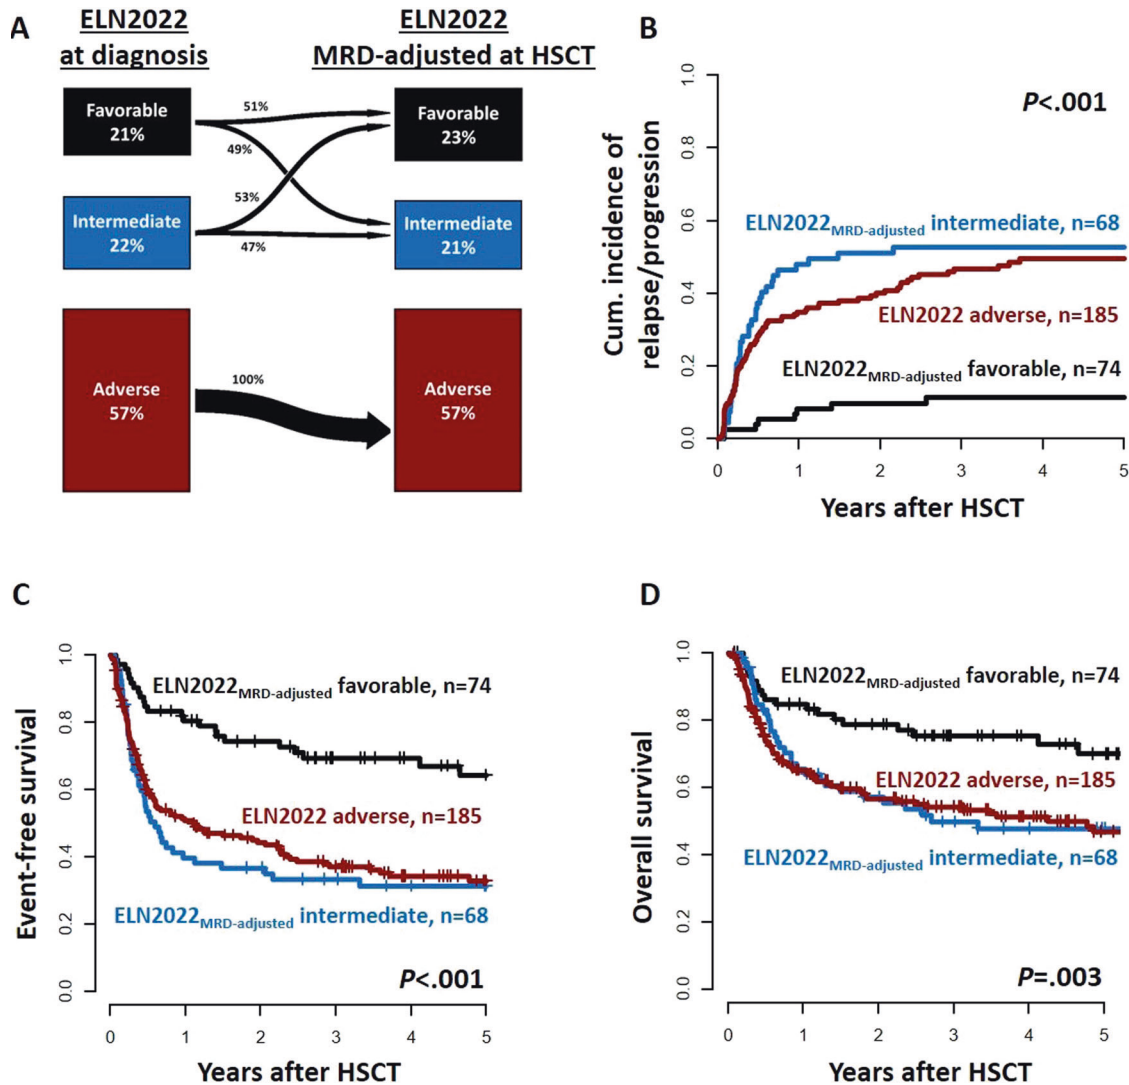 A
ELN2022
at diagnosis
ELN2022
MRD-adjusted at HSCT
Favorable
21%
51%
49%
Favorable
23%
Intermediate
22%
53%
47%
Intermediate
21%
Adverse
57%
100%
Adverse
57%
B
P<.001
Cum. incidence of
relapse/progression
1.0
0.8
0.6
0.4
0.2
0.0
ELN2022MRD-adjusted intermediate, n=68
ELN2022 adverse, n=185
ELN2022MRD-adjusted favorable, n=74
0 1 2 3 4 5
Years after HSCT
C
Event-free survival
1.0
0.8
0.6
0.4
0.2
0.0
ELN2022MRD-adjusted favorable, n=74
ELN2022 adverse, n=185
ELN2022MRD-adjusted intermediate, n=68
P<.001
0 1 2 3 4 5
Years after HSCT
D
Overall survival
1.0
0.8
0.6
0.4
0.2
0.0
ELN2022MRD-adjusted favorable, n=74
ELN2022 adverse, n=185
ELN2022MRD-adjusted intermediate, n=68
P=.003
0 1 2 3 4 5
Years after HSCT